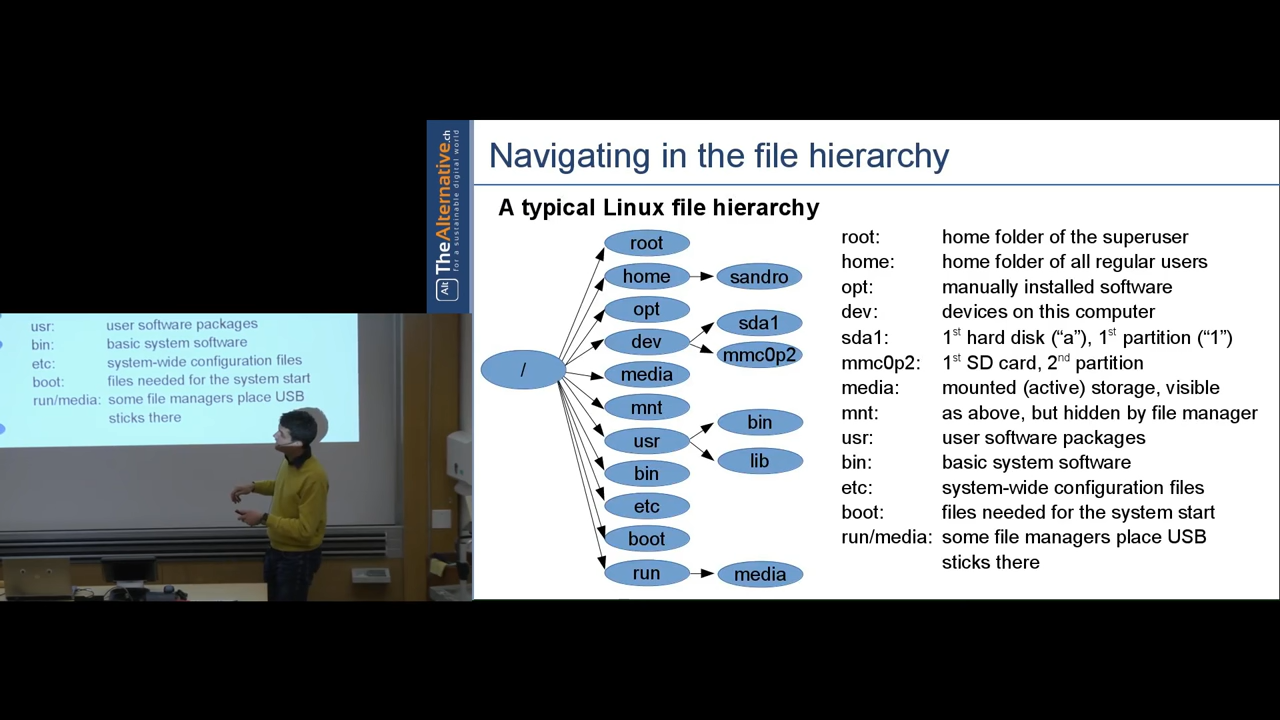 Navigating in the file hierarchy
A typical Linux file hierarchy
/
root
home
sandro
opt
dev
sda1
mmc0p2
media
mnt
usr
bin
lib
bin
etc
boot
run
media
root: home folder of the superuser
home: home folder of all regular users
opt: manually installed software
dev: devices on this computer
sda1: 1st hard disk (“a”), 1st partition (“1”)
mmc0p2: 1st SD card, 2nd partition
media: mounted (active) storage, visible
mnt: as above, but hidden by file manager
usr: user software packages
bin: basic system software
etc: system-wide configuration files
boot: files needed for the system start
run/media: some file managers place USB
sticks there
Alt TheAlternative.ch
for a sustainable digital world
usr: user software packages
bin: basic system software
etc: system-wide configuration files
boot: files needed for the system start
run/media: some file managers place USB
sticks there